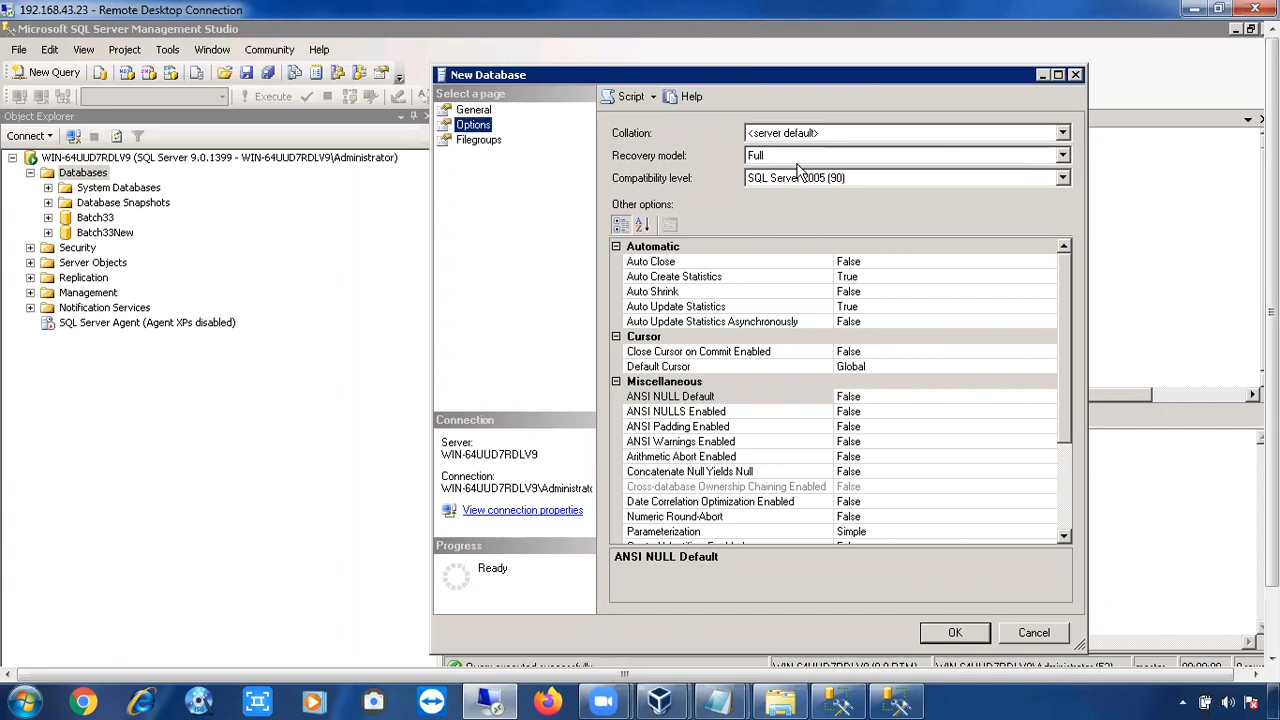 192.168.43.23 - Remote Desktop Connection
Microsoft SQL Server Management Studio
File Edit View Project Tools Window Community Help
New Query
Execute
Object Explorer
Connect
WIN-64UUD7RDLV9 (SQL Server 9.0.1399 - WIN-64UUD7RDLV9\Administrator)
Databases
System Databases
Database Snapshots
Batch33
Batch33New
Security
Server Objects
Replication
Management
Notification Services
SQL Server Agent (Agent XPs disabled)
New Database
Select a page
General
Options
Filegroups
Connection
Server:
WIN-64UUD7RDLV9
Connection:
WIN-64UUD7RDLV9\Administrato
View connection properties
Progress
Ready
Script Help
Collation: <server default>
Recovery model: Full
Compatibility level: SQL Server 2005 (90)
Other options:
Automatic
Auto Close False
Auto Create Statistics True
Auto Shrink False
Auto Update Statistics True
Auto Update Statistics Asynchronously False
Cursor
Close Cursor on Commit Enabled False
Default Cursor Global
Miscellaneous
ANSI NULL Default False
ANSI NULLS Enabled False
ANSI Padding Enabled False
ANSI Warnings Enabled False
Arithmetic Abort Enabled False
Concatenate Null Yields Null False
Cross-database Ownership Chaining Enabled False
Date Correlation Optimization Enabled False
Numeric Round-Abort False
Parameterization Simple
ANSI NULL Default
OK Cancel